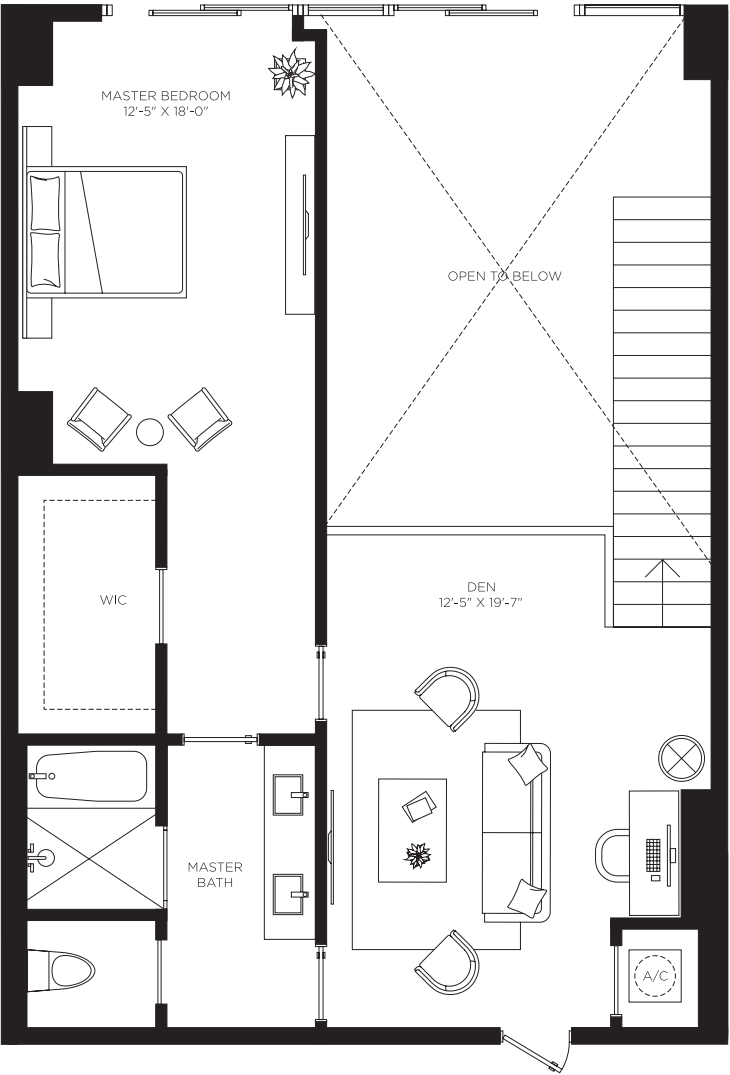 MASTER BEDROOM
12'-5" X 18'-0"
OPEN TO BELOW
DEN
12'-5" X 19'-7"
WIC
MASTER
BATH
A/C